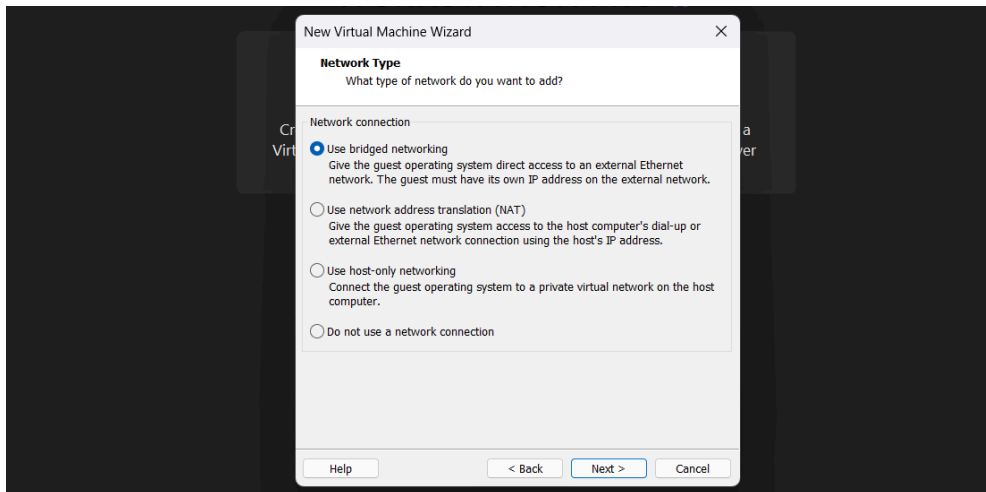 New Virtual Machine Wizard
Network Type
What type of network do you want to add?
Network connection
Cr
a
Use bridged networking
Virt
ver
Give the guest operating system direct access to an external Ethernet
network. The guest must have its own IP address on the external network.
Use network address translation (NAT)
Give the guest operating system access to the host computer's dial-up or
external Ethernet network connection using the host's IP address.
Use host-only networking
Connect the guest operating system to a private virtual network on the host
computer.
Do not use a network connection
Help
< Back
Next >
Cancel